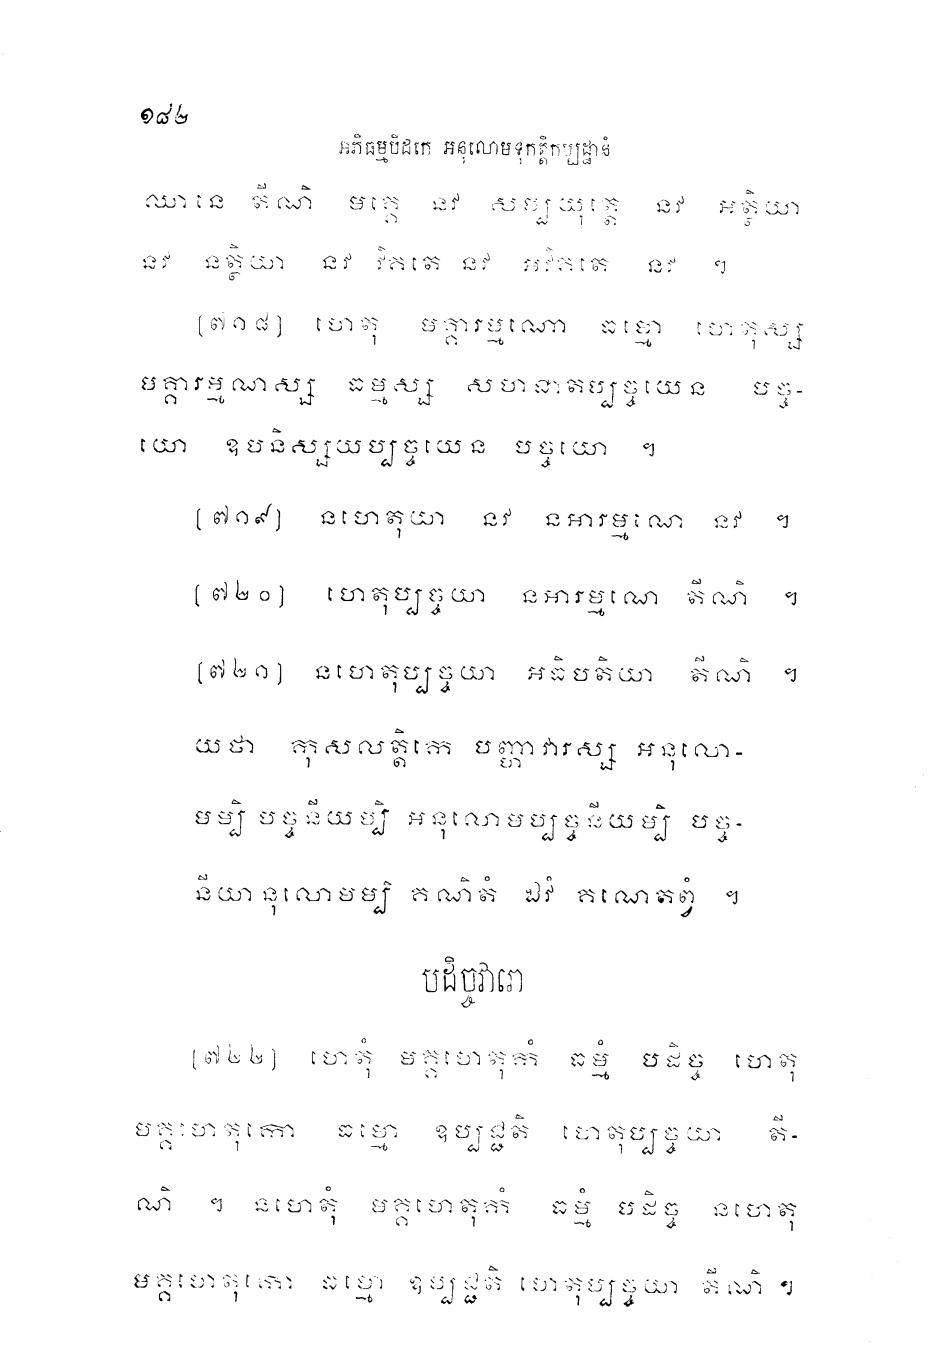 ១៨២
អភិធម្មបិដកេ អនុលោមទុកត្តិកប្បដ្ឋានំ
ឈានេ តីណិ មគ្គេ នវ សម្បយុត្តេ នវ អត្ថិយា
នវ នត្ថិយា នវ វិគតេ នវ អវិគតេ នវ ។
[៧១៨] ហេតុ មគ្គារម្មណោ ធម្មោ ហេតុស្ស
មគ្គារម្មណស្ស ធម្មស្ស សហជាតប្បច្ចយេន បច្ច-
យោ ឧបនិស្សយប្បច្ចយេន បច្ចយោ ។
[៧១៩] នហេតុយា នវ នអារម្មណេ នវ ។
[៧២០] ហេតុប្បច្ចយា នអារម្មណេ តីណិ ។
[៧២១] នហេតុប្បច្ចយា អធិបតិយា តីណិ ។
យថា កុសលត្តិកេ បញ្ហាវារស្ស អនុលោ-
មម្បិ បច្ចនីយម្បិ អនុលោមប្បច្ចនីយម្បិ បច្ច-
នីយានុលោមម្បិ គណិតំ ឯវំ គណេតព្វំ ។
បដិច្ចវារោ
[៧២២] ហេតុំ មគ្គហេតុកំ ធម្មំ បដិច្ច ហេតុ
មគ្គហេតុកោ ធម្មោ ឧប្បជ្ជតិ ហេតុប្បច្ចយា តី-
ណិ ។ នហេតុំ មគ្គហេតុកំ ធម្មំ បដិច្ច នហេតុ
មគ្គហេតុកោ ធម្មោ ឧប្បជ្ជតិ ហេតុប្បច្ចយា តីណិ ។